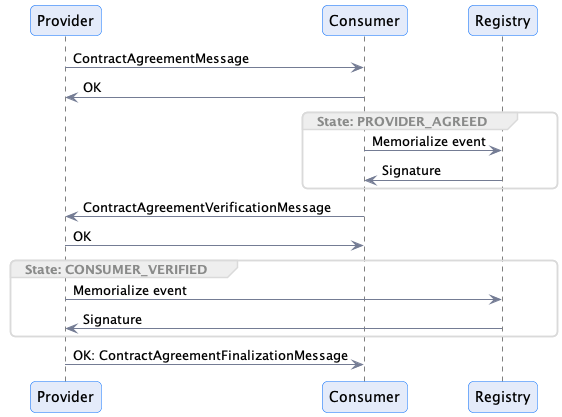 Provider Consumer Registry
ContractAgreementMessage
OK
State: PROVIDER_AGREED
Memorialize event
Signature
ContractAgreementVerificationMessage
OK
State: CONSUMER_VERIFIED
Memorialize event
Signature
OK: ContractAgreementFinalizationMessage
Provider Consumer Registry